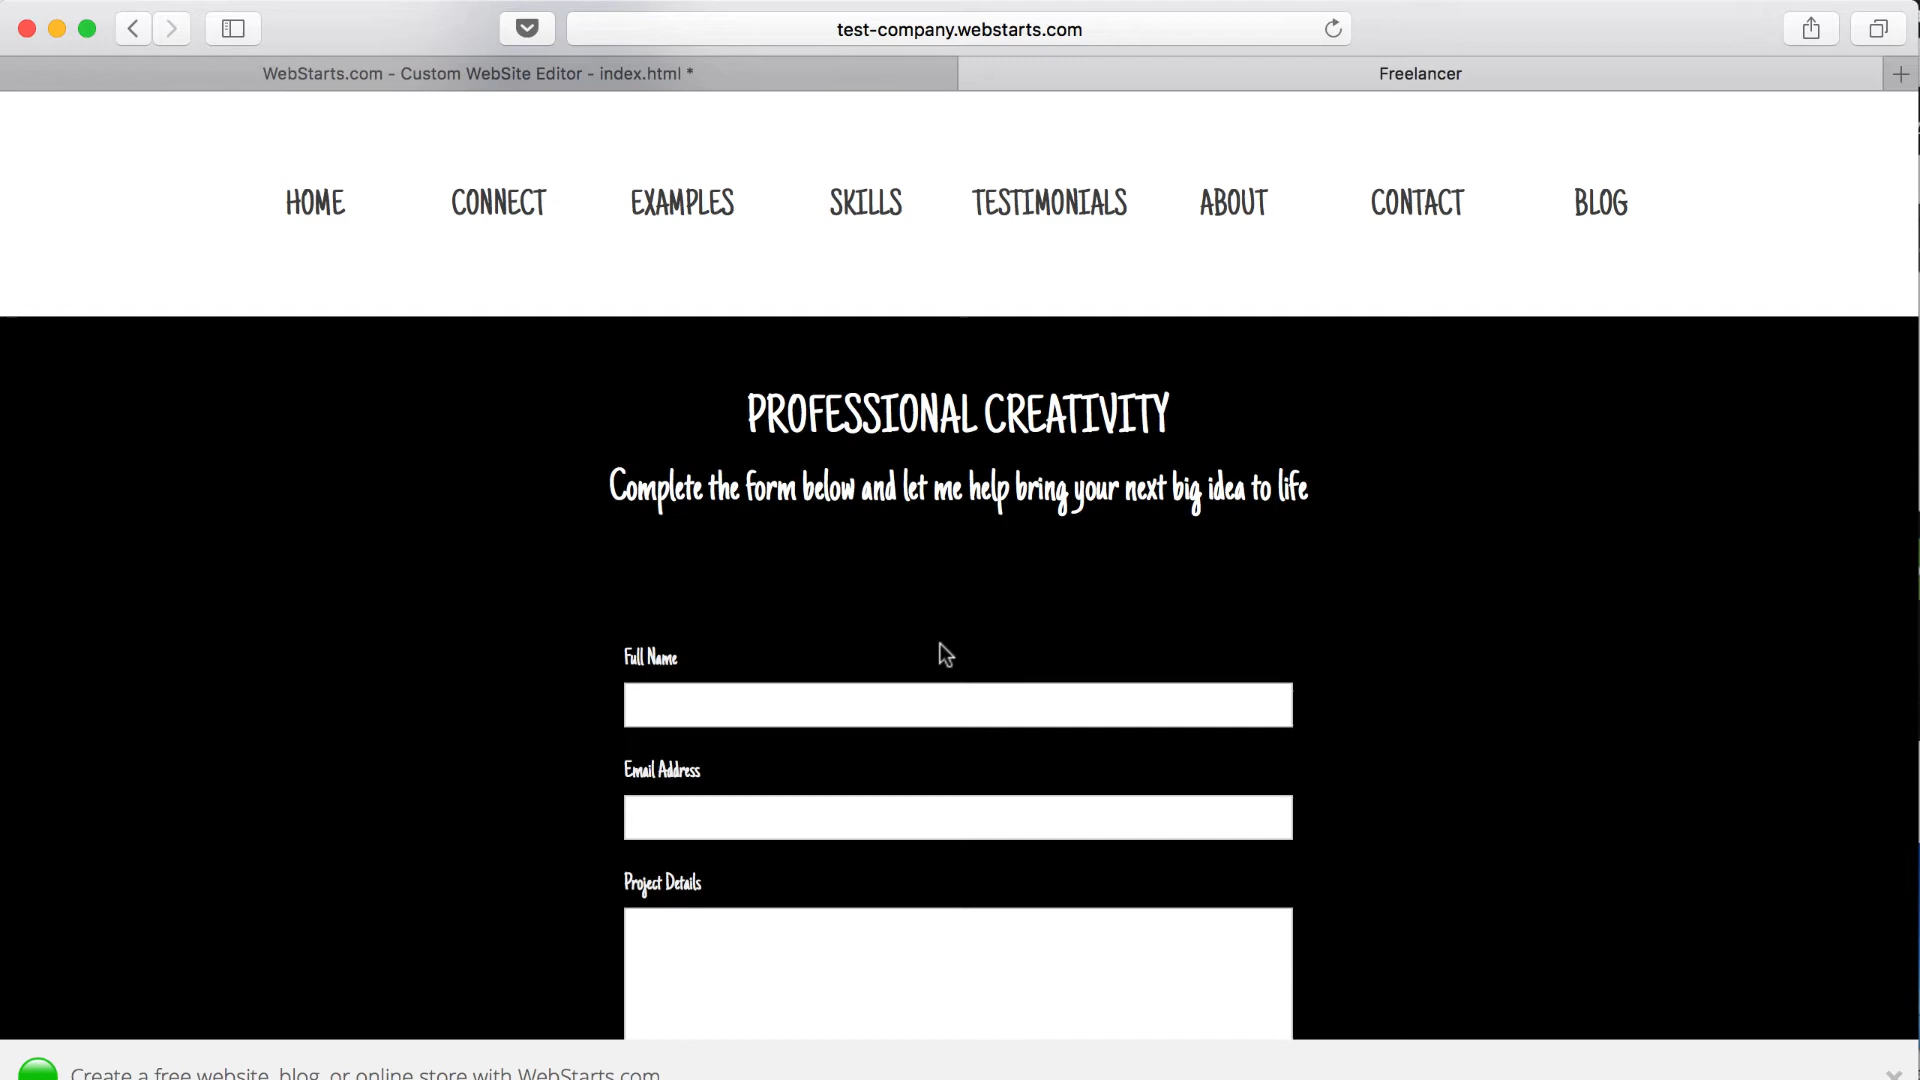 test-company.webstarts.com
WebStarts.com - Custom WebSite Editor - index.html *
Freelancer
HOME CONNECT EXAMPLES SKILLS TESTIMONIALS ABOUT CONTACT BLOG
PROFESSIONAL CREATIVITY
Complete the form below and let me help bring your next big idea to life
Full Name
Email Address
Project Details
Create a free website, blog, or online store with WebStarts.com